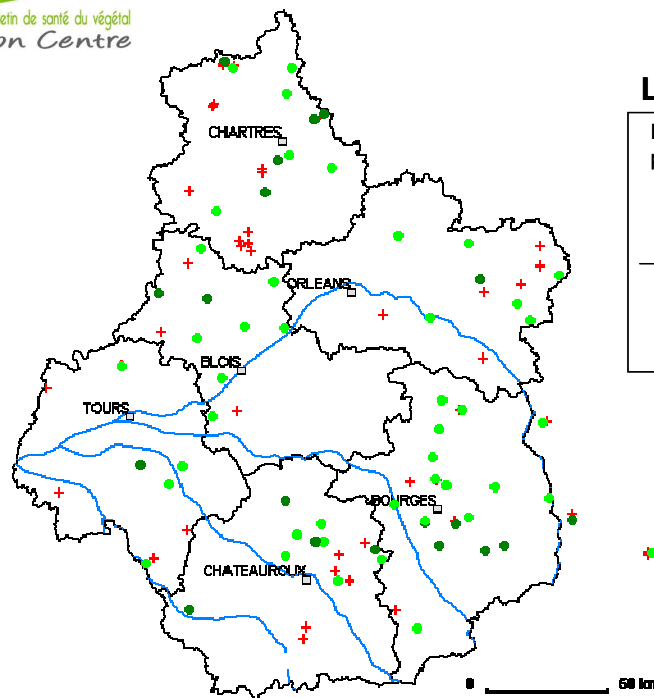 etin de santé du végétal
on Centre
L
CHARTRES
ORLEANS
BLOIS
TOURS
BOURGES
CHATEAUROUX
0 50 km